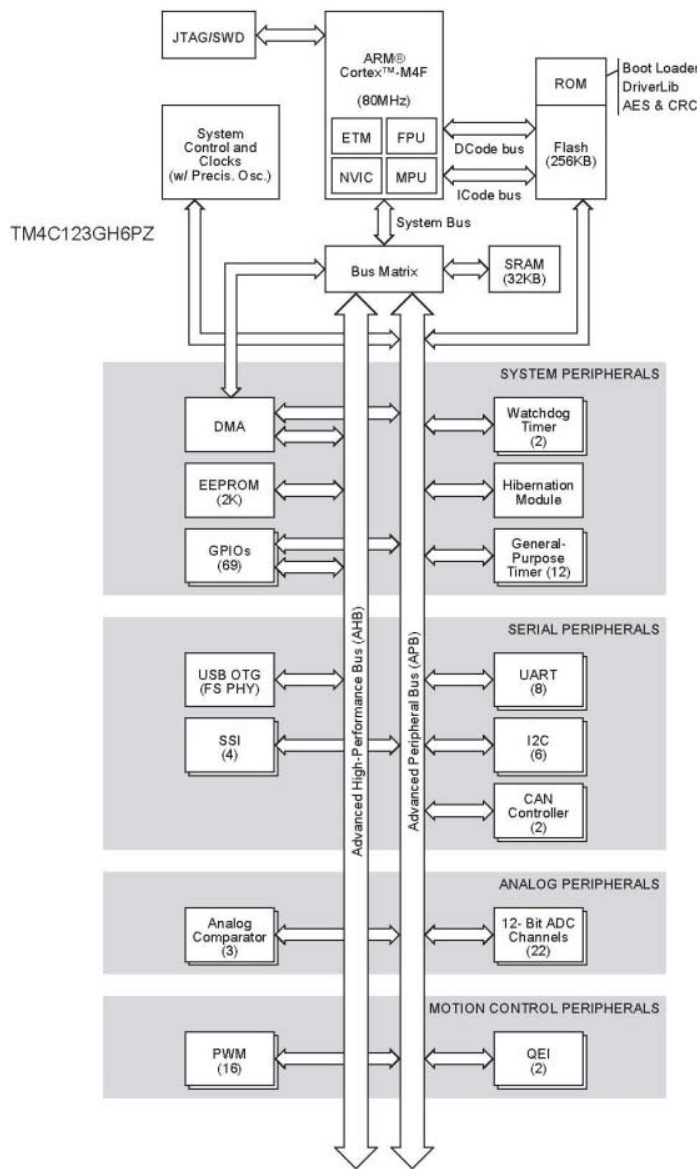 JTAG/SWD
ARM®
Cortex™-M4F
(80MHz)
ETM
FPU
NVIC
MPU
ROM
Boot Loader
DriverLib
AES & CRC
Flash
(256KB)
DCode bus
ICode bus
System
Control and
Clocks
(w/ Precis. Osc.)
TM4C123GH6PZ
System Bus
Bus Matrix
SRAM
(32KB)
SYSTEM PERIPHERALS
DMA
Watchdog
Timer
(2)
EEPROM
(2K)
Hibernation
Module
GPIOs
(69)
General-
Purpose
Timer (12)
Advanced High-Performance Bus (AHB)
Advanced Peripheral Bus (APB)
SERIAL PERIPHERALS
USB OTG
(FS PHY)
UART
(8)
SSI
(4)
I2C
(6)
CAN
Controller
(2)
ANALOG PERIPHERALS
Analog
Comparator
(3)
12- Bit ADC
Channels
(22)
MOTION CONTROL PERIPHERALS
PWM
(16)
QEI
(2)